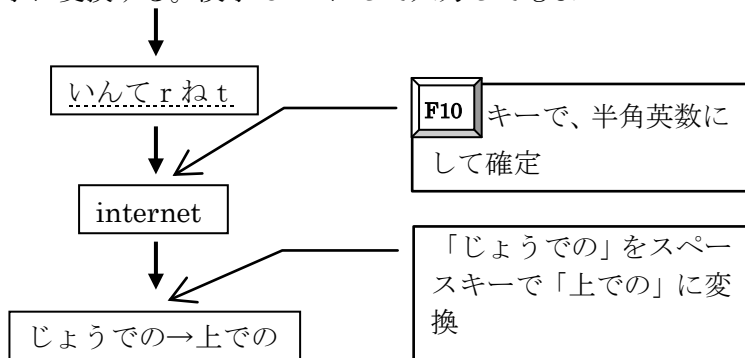 いんてｒねｔ
F10 キーで、半角英数に
して確定
internet
「じょうでの」をスペー
スキーで「上での」に変
換
じょうでの→上での